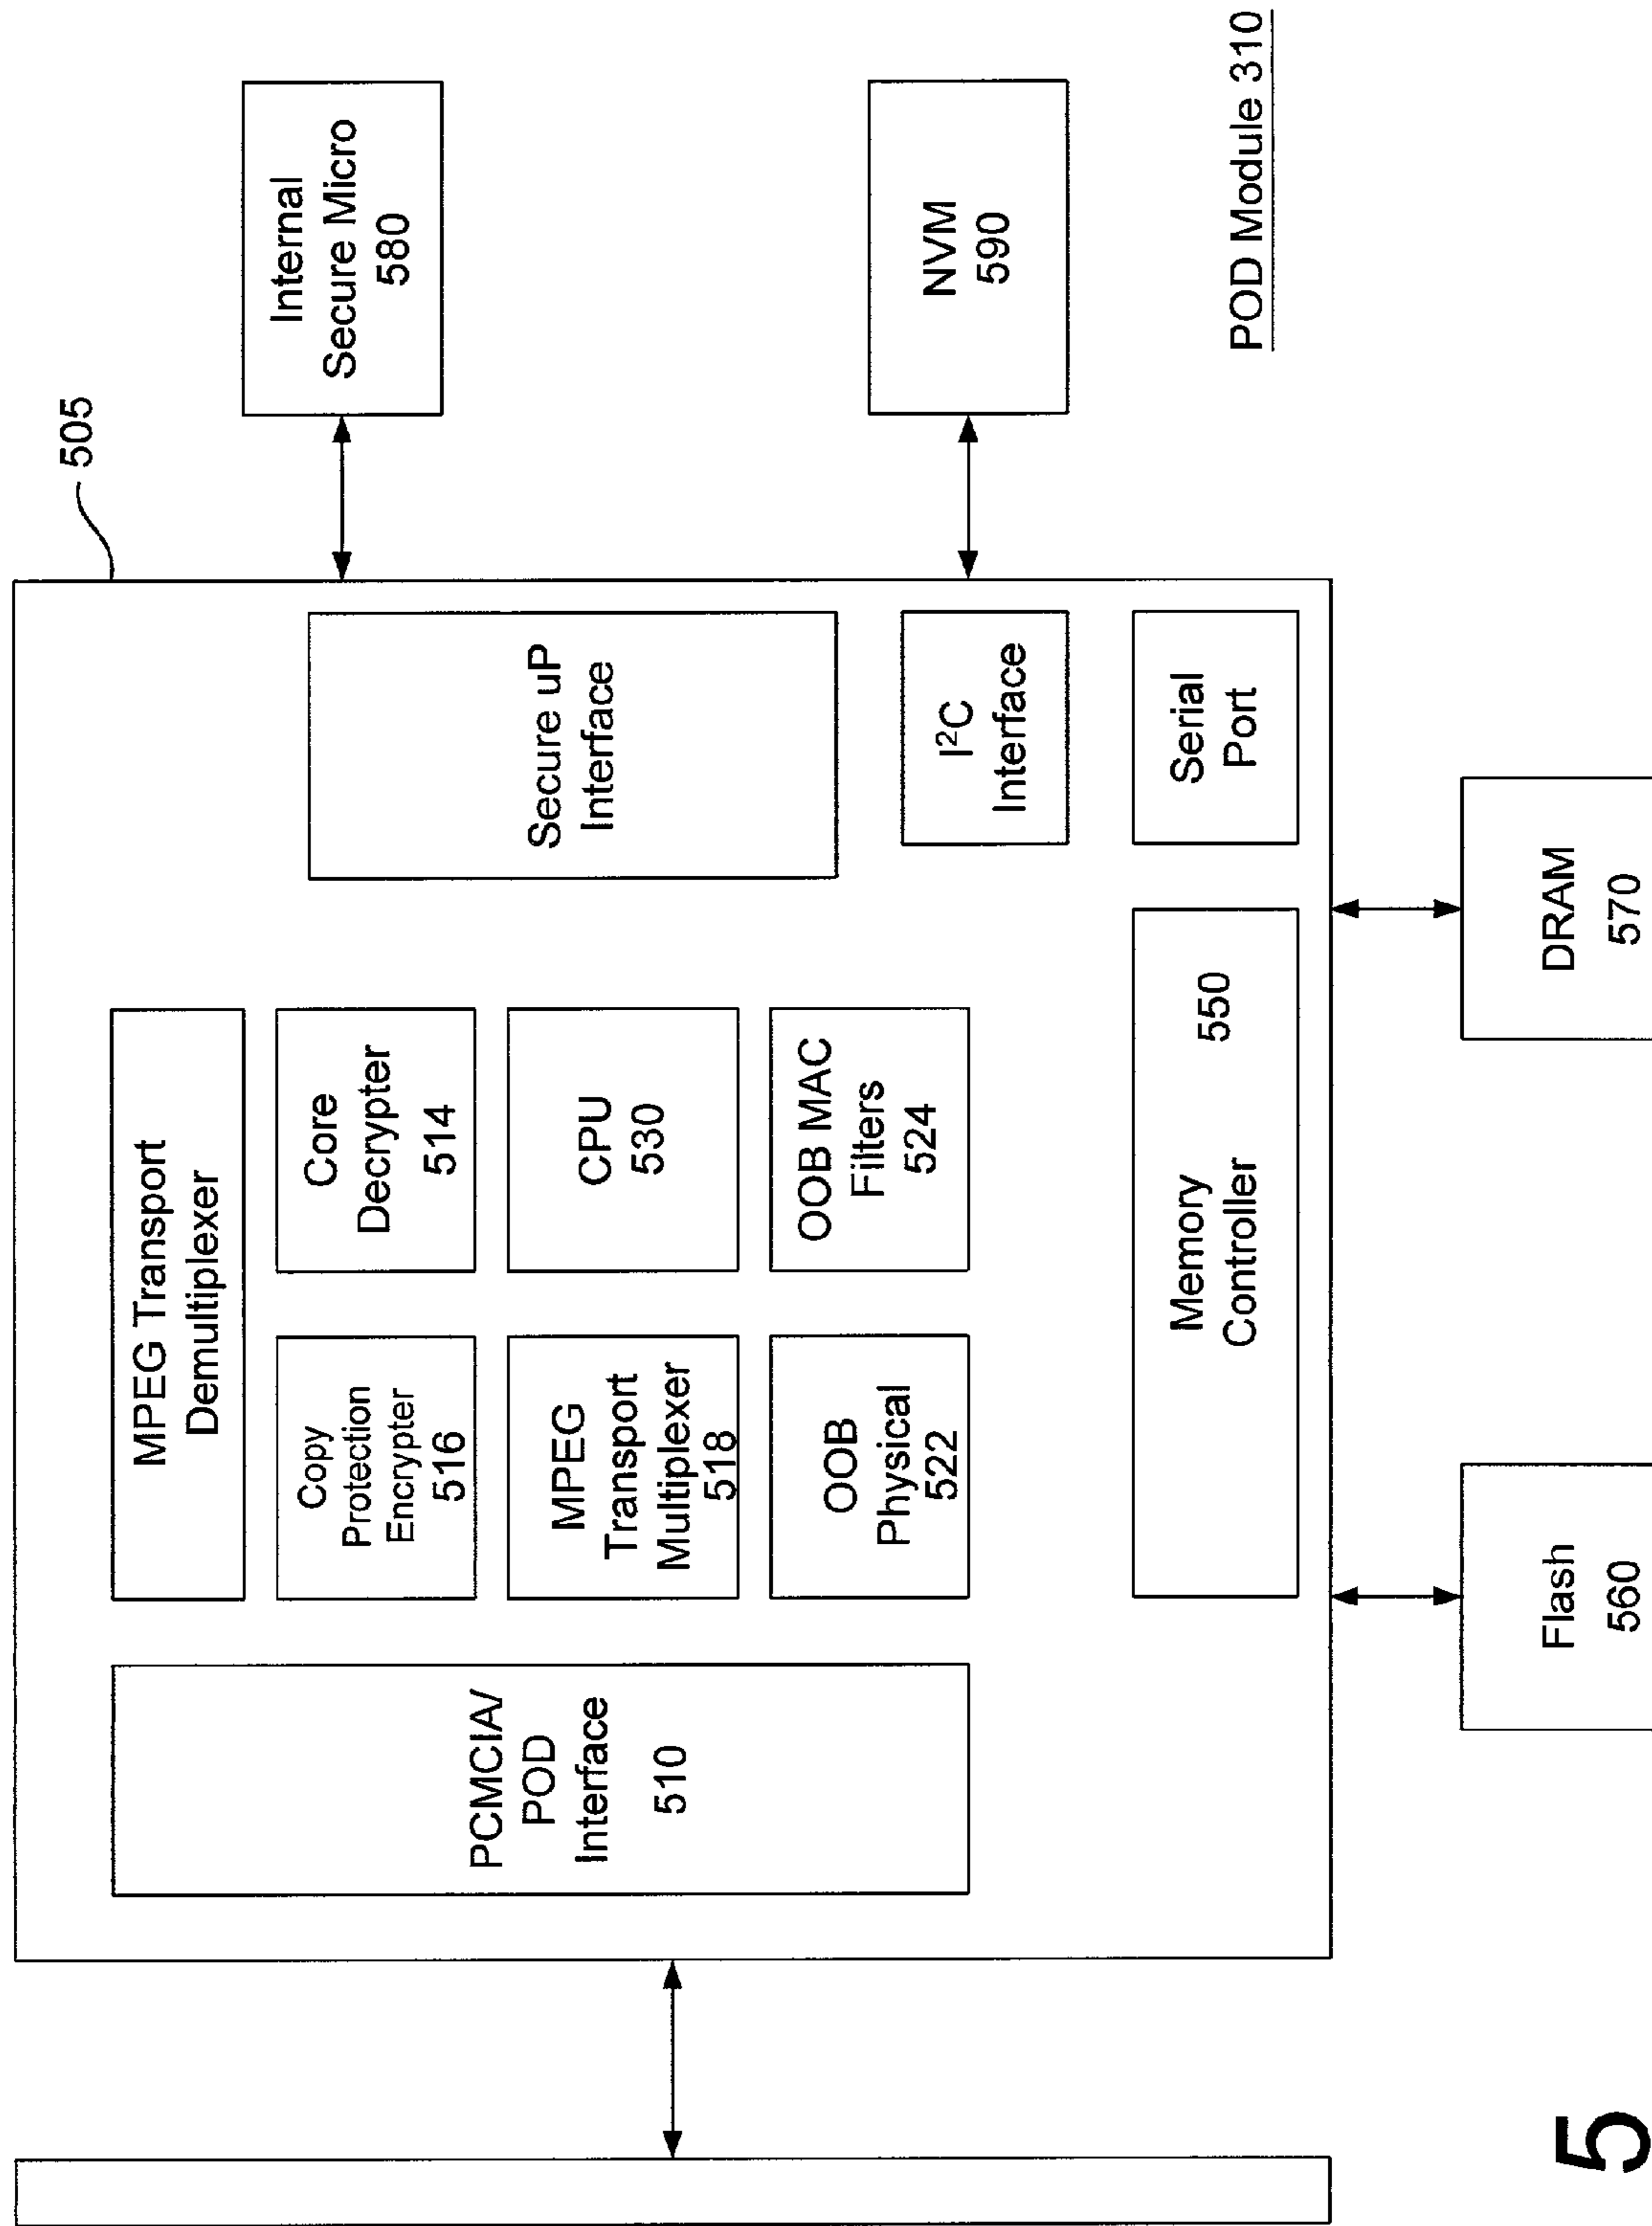 505
MPEG Transport
Demultiplexer
PCMCIA/
POD
Interface
510
Copy
Protection
Encrypter
516
Core
Decrypter
514
MPEG
Transport
Multiplexer
518
CPU
530
OOB
Physical
522
OOB MAC
Filters
524
Secure uP
Interface
I²C
Interface
Serial
Port
Memory
Controller
550
Internal
Secure Micro
580
NVM
590
Flash
560
DRAM
570
POD Module 310
5